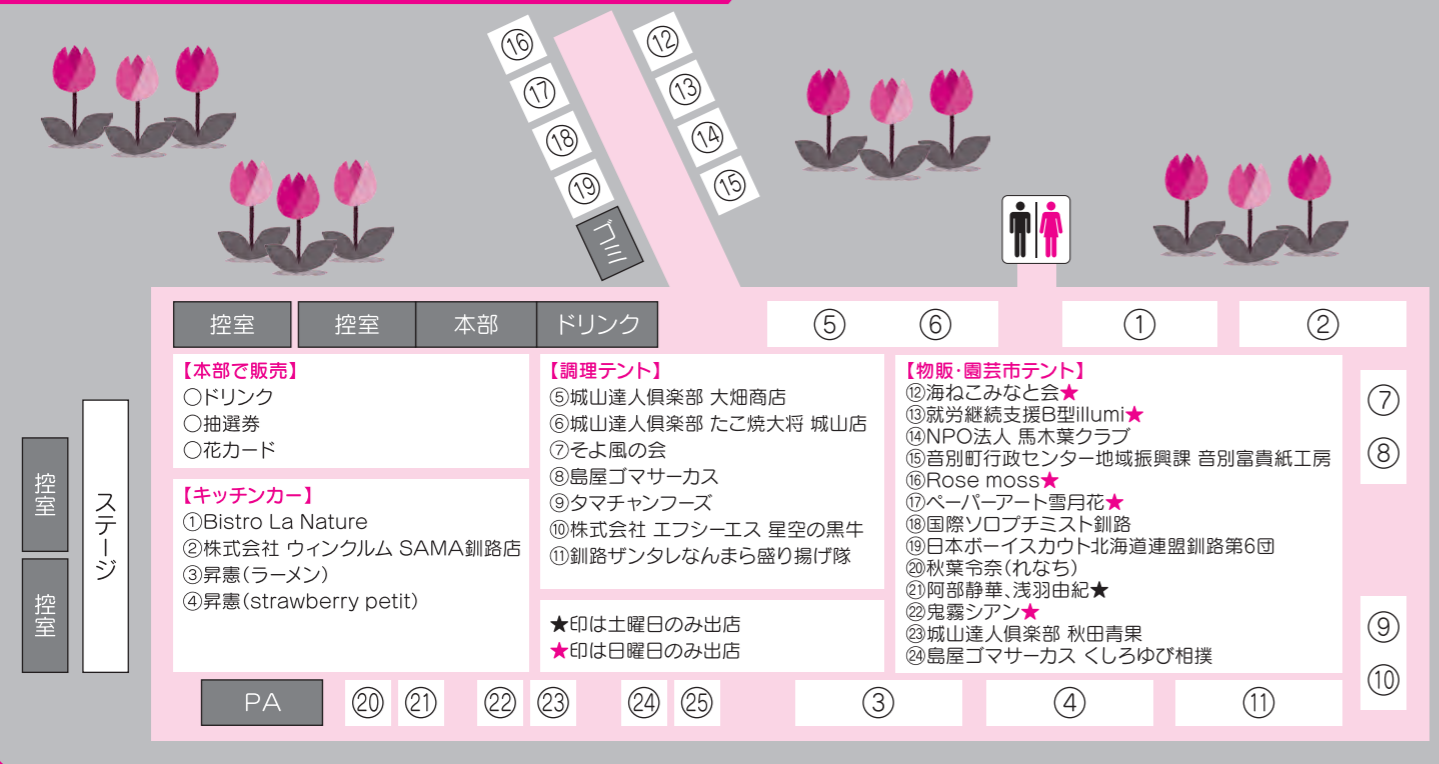 ⑯
⑰
⑱
⑲
ゴミ
⑫
⑬
⑭
⑮
控室
控室
本部
ドリンク
⑤
⑥
①
②
⑦
⑧
⑨
⑩
控室
控室
ステージ
【本部で販売】
○ドリンク
○抽選券
○花カード
【キッチンカー】
①Bistro La Nature
②株式会社 ウィンクルム SAMA釧路店
③昇憲(ラーメン)
④昇憲(strawberry petit)
【調理テント】
⑤城山達人倶楽部 大畑商店
⑥城山達人倶楽部 たこ焼大将 城山店
⑦そよ風の会
⑧島屋ゴマサーカス
⑨タマチャンフーズ
⑩株式会社 エフシーエス 星空の黒牛
⑪釧路ザンタレなんまら盛り揚げ隊
★印は土曜日のみ出店
★印は日曜日のみ出店
【物販・園芸市テント】
⑫海ねこみなと会★
⑬就労継続支援B型illumi★
⑭NPO法人 馬木葉クラブ
⑮音別町行政センター地域振興課 音別富貴紙工房
⑯Rose moss★
⑰ペーパーアート雪月花★
⑱国際ソロプチミスト釧路
⑲日本ボーイスカウト北海道連盟釧路第6団
⑳秋葉令奈(れなち)
㉑阿部静華、浅羽由紀★
㉒鬼霧シアン★
㉓城山達人倶楽部 秋田青果
㉔島屋ゴマサーカス くしろゆび相撲
PA
⑳
㉑
㉒
㉓
㉔
㉕
③
④
⑪